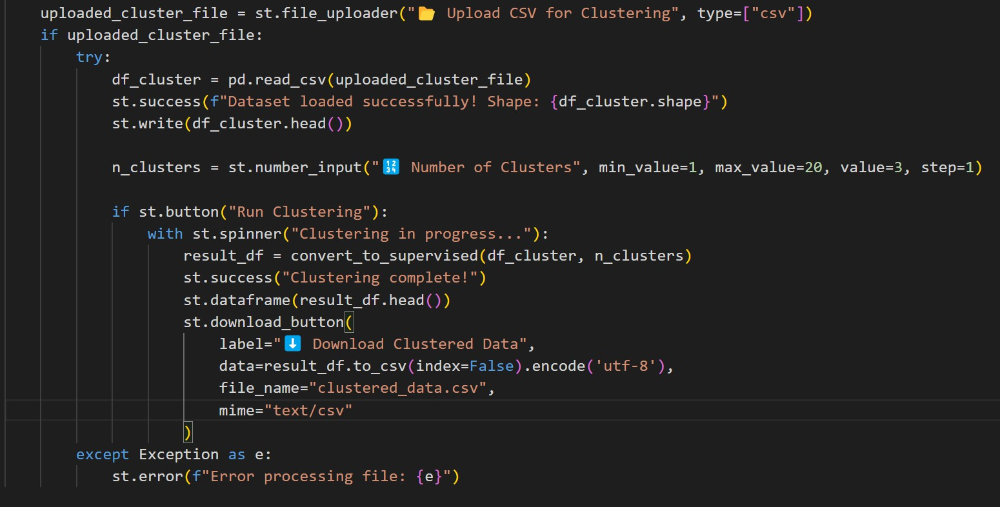 uploaded_cluster_file = st.file_uploader("📂 Upload CSV for Clustering", type=["csv"])
if uploaded_cluster_file:
    try:
        df_cluster = pd.read_csv(uploaded_cluster_file)
        st.success(f"Dataset loaded successfully! Shape: {df_cluster.shape}")
        st.write(df_cluster.head())

        n_clusters = st.number_input("🔢 Number of Clusters", min_value=1, max_value=20, value=3, step=1)

        if st.button("Run Clustering"):
            with st.spinner("Clustering in progress..."):
                result_df = convert_to_supervised(df_cluster, n_clusters)
                st.success("Clustering complete!")
                st.dataframe(result_df.head())
                st.download_button(
                    label="⬇️ Download Clustered Data",
                    data=result_df.to_csv(index=False).encode('utf-8'),
                    file_name="clustered_data.csv",
                    mime="text/csv"
                )
    except Exception as e:
        st.error(f"Error processing file: {e}")